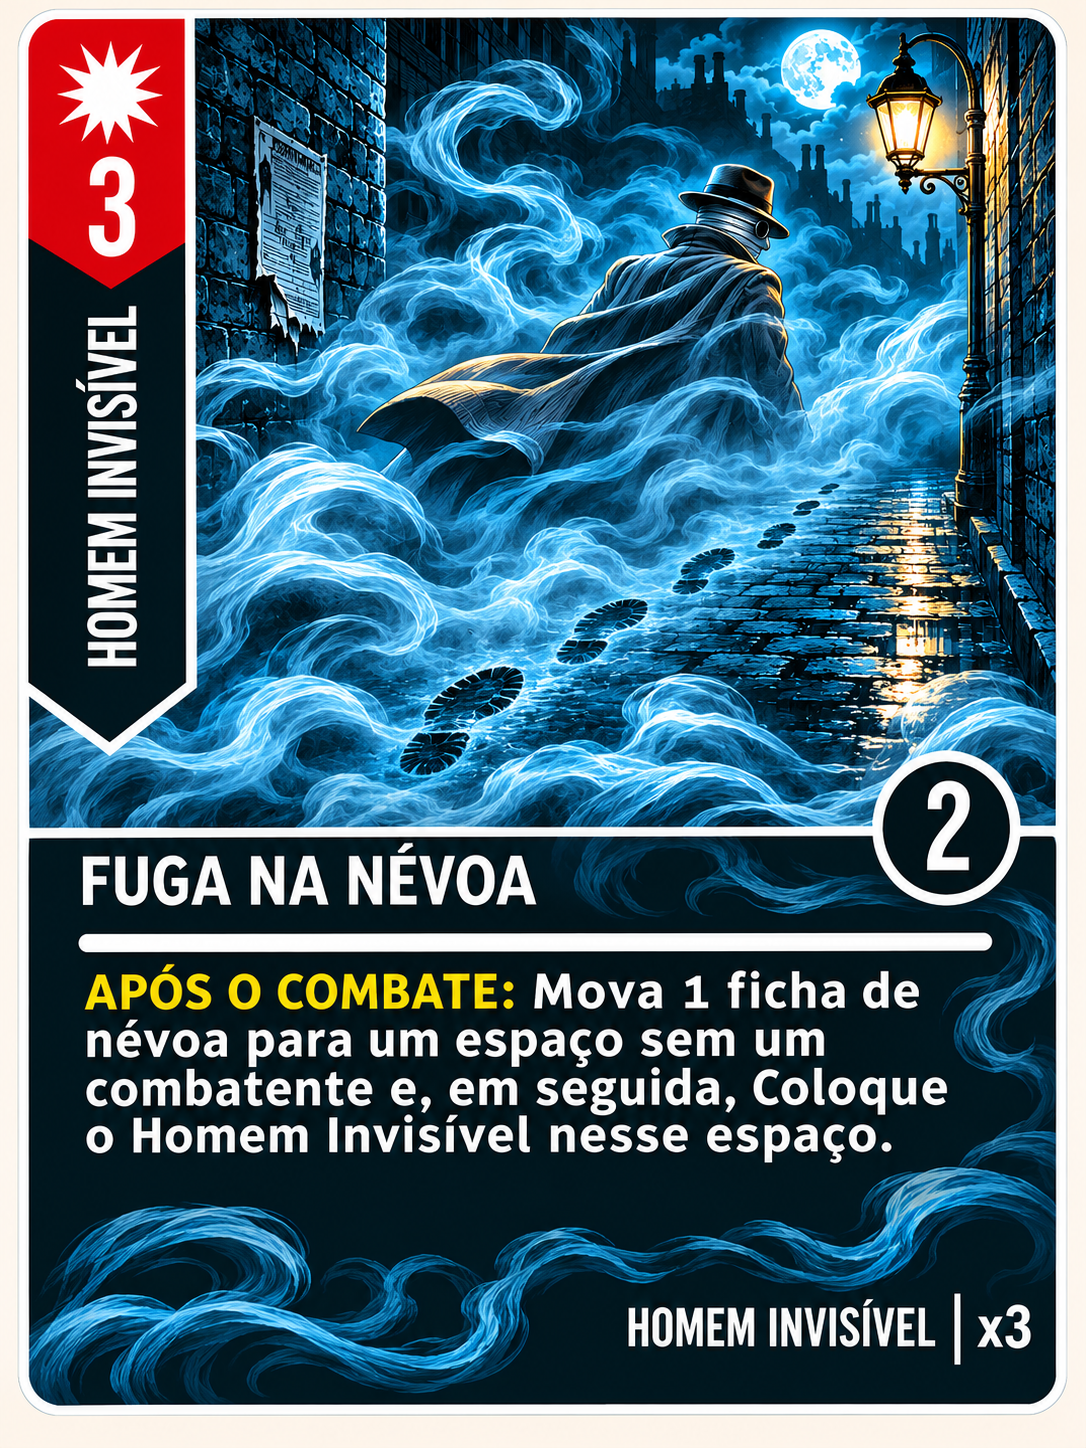 3
HOMEM INVISÍVEL
2
FUGA NA NÉVOA
APÓS O COMBATE: Mova 1 ficha de
névoa para um espaço sem um
combatente e, em seguida, Coloque
o Homem Invisível nesse espaço.
HOMEM INVISÍVEL | x3